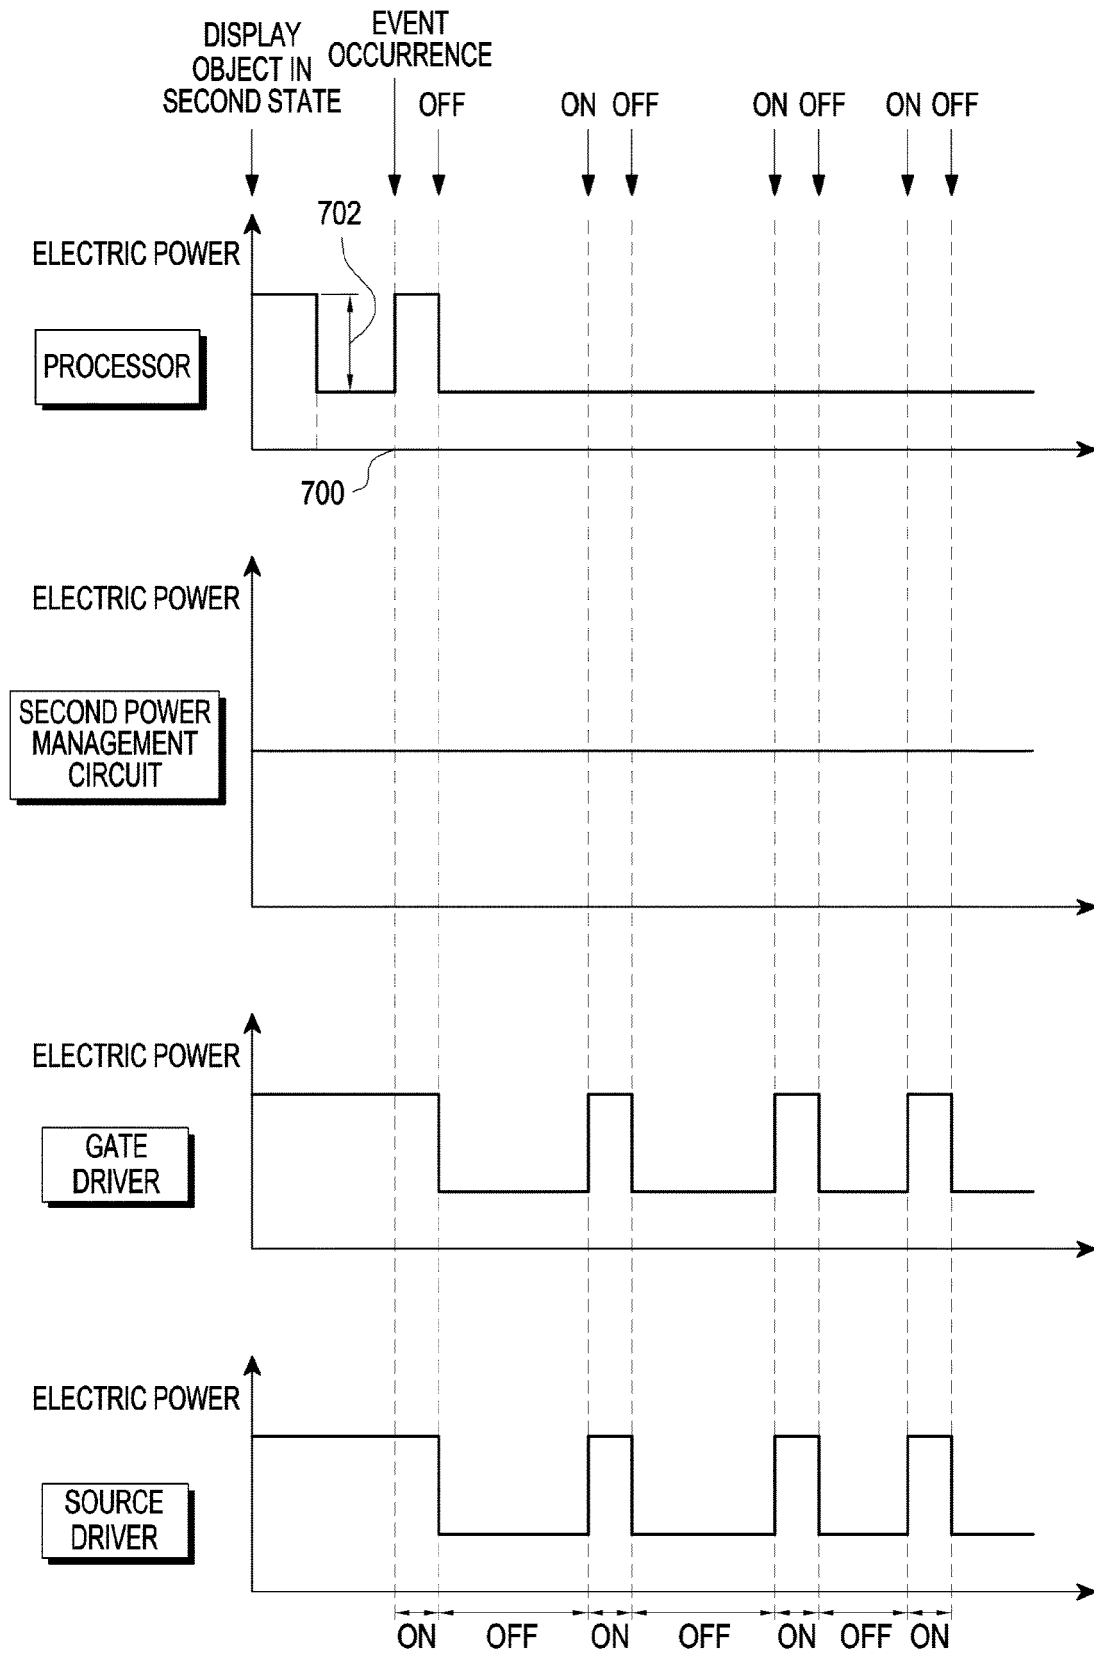 DISPLAY
OBJECT IN
SECOND STATE
EVENT
OCCURRENCE
OFF
ON OFF
ON OFF
ON OFF
702
ELECTRIC POWER
PROCESSOR
700
ELECTRIC POWER
SECOND POWER
MANAGEMENT
CIRCUIT
ELECTRIC POWER
GATE
DRIVER
ELECTRIC POWER
SOURCE
DRIVER
ON OFF ON OFF ON OFF ON